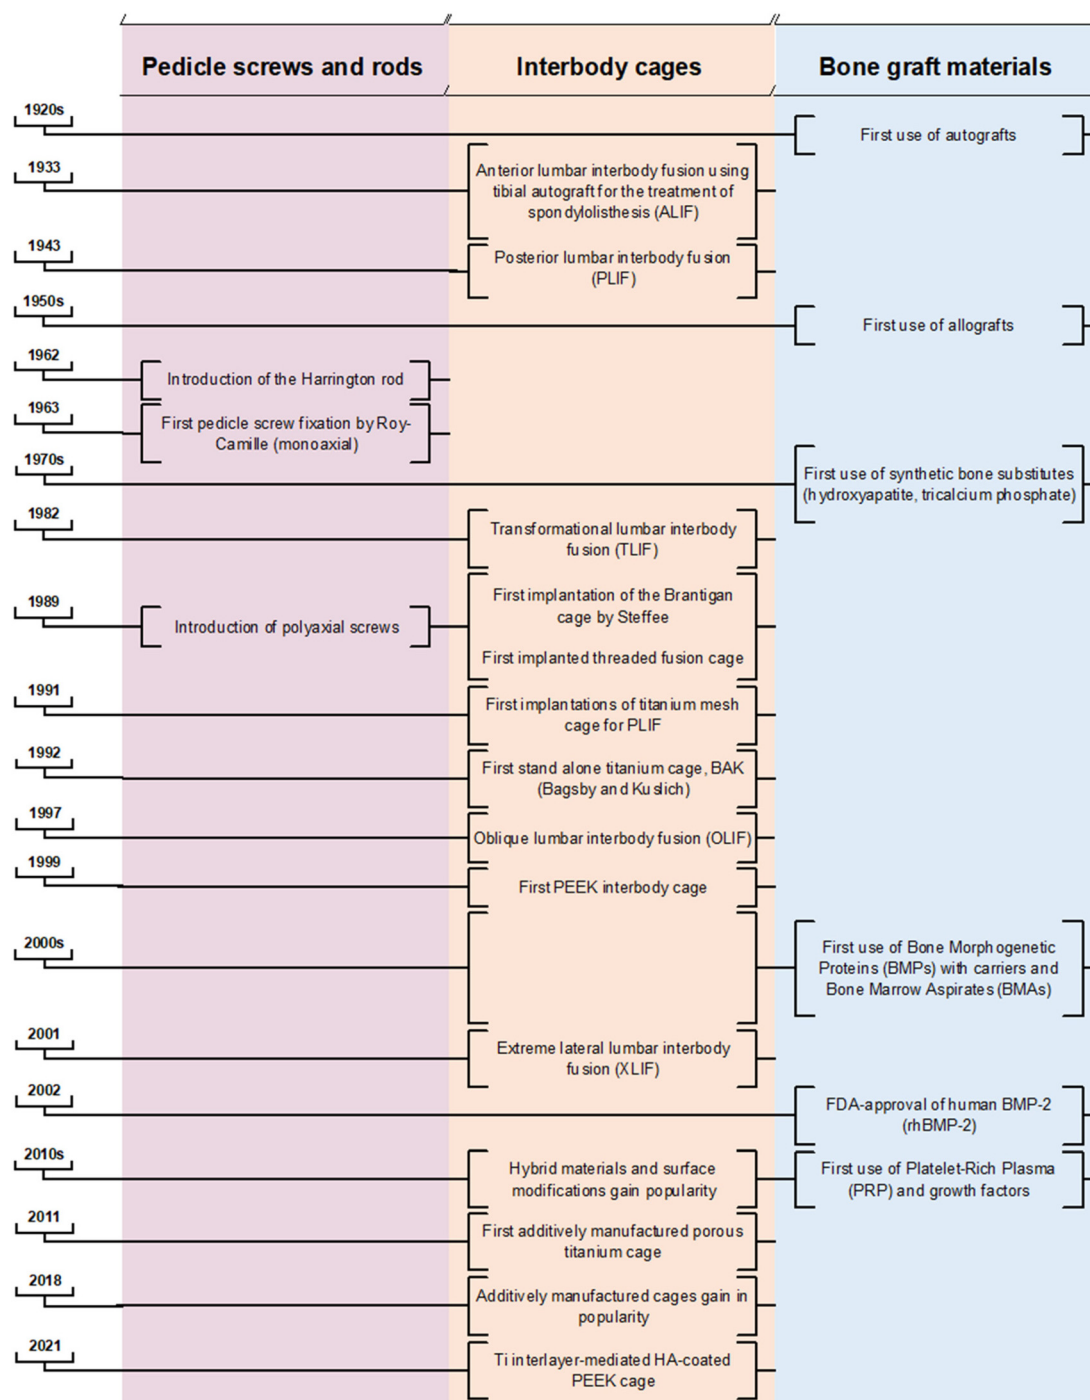 Pedicle screws and rods
Interbody cages
Bone graft materials
1920s
First use of autografts
1933
Anterior lumbar interbody fusion using
tibial autograft for the treatment of
spondylolisthesis (ALIF)
1943
Posterior lumbar interbody fusion
(PLIF)
1950s
First use of allografts
1962
Introduction of the Harrington rod
1963
First pedicle screw fixation by Roy-
Camille (monoaxial)
1970s
First use of synthetic bone substitutes
(hydroxyapatite, tricalcium phosphate)
1982
Transformational lumbar interbody
fusion (TLIF)
1989
Introduction of polyaxial screws
First implantation of the Brantigan
cage by Steffee
First implanted threaded fusion cage
1991
First implantations of titanium mesh
cage for PLIF
1992
First stand alone titanium cage, BAK
(Bagsby and Kuslich)
1997
Oblique lumbar interbody fusion (OLIF)
1999
First PEEK interbody cage
2000s
First use of Bone Morphogenetic
Proteins (BMPs) with carriers and
Bone Marrow Aspirates (BMAs)
2001
Extreme lateral lumbar interbody
fusion (XLIF)
2002
FDA-approval of human BMP-2
(rhBMP-2)
2010s
Hybrid materials and surface
modifications gain popularity
First use of Platelet-Rich Plasma
(PRP) and growth factors
2011
First additively manufactured porous
titanium cage
2018
Additively manufactured cages gain in
popularity
2021
Ti interlayer-mediated HA-coated
PEEK cage